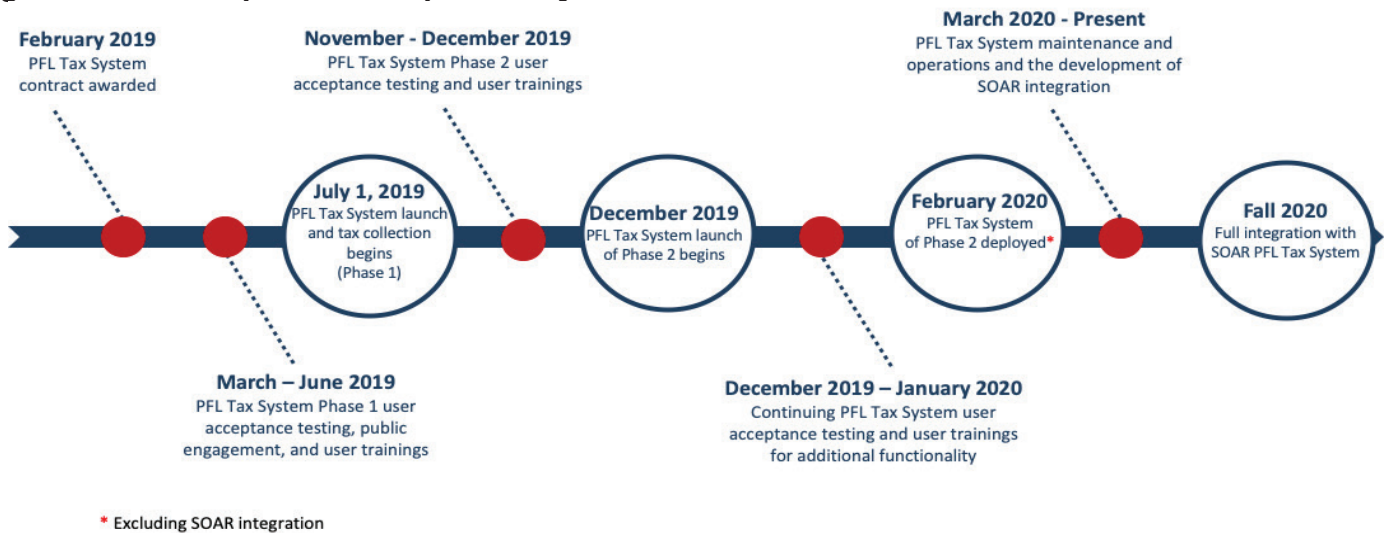 February 2019
PFL Tax System
contract awarded
March – June 2019
PFL Tax System Phase 1 user
acceptance testing, public
engagement, and user trainings
July 1, 2019
PFL Tax System launch
and tax collection
begins
(Phase 1)
November - December 2019
PFL Tax System Phase 2 user
acceptance testing and user trainings
December 2019
PFL Tax System launch
of Phase 2 begins
December 2019 – January 2020
Continuing PFL Tax System user
acceptance testing and user trainings
for additional functionality
February 2020
PFL Tax System
of Phase 2 deployed*
March 2020 - Present
PFL Tax System maintenance and
operations and the development of
SOAR integration
Fall 2020
Full integration with
SOAR PFL Tax System
* Excluding SOAR integration